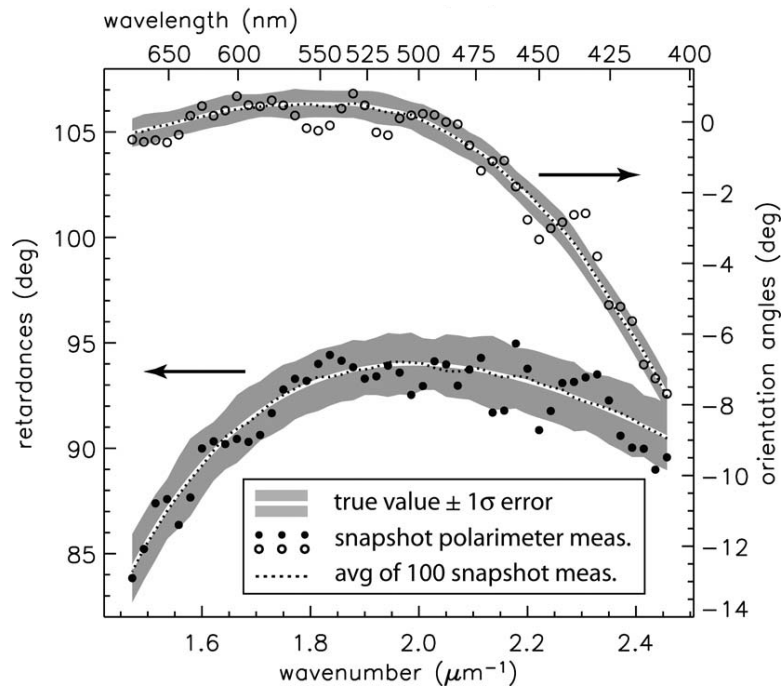 wavelength (nm)
650 600 550 525 500 475 450 425 400
105
100
95
90
85
retardances (deg)
0
−2
−4
−6
−8
−10
−12
−14
orientation angles (deg)
true value ± 1σ error
snapshot polarimeter meas.
avg of 100 snapshot meas.
1.6 1.8 2.0 2.2 2.4
wavenumber (μm⁻¹)